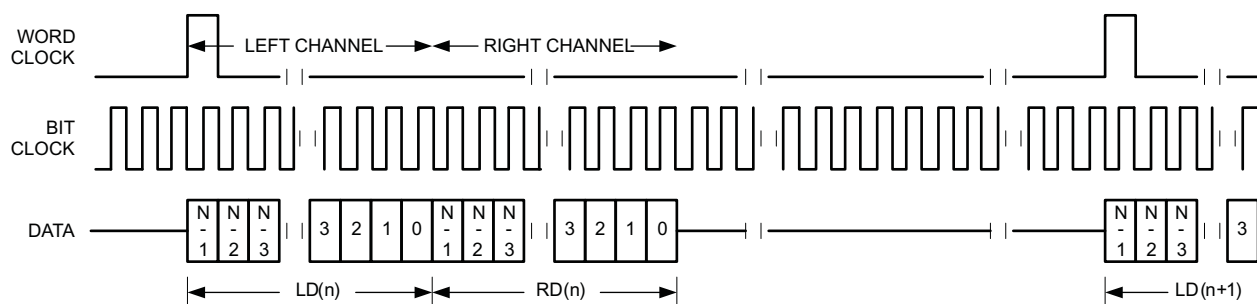 WORD
CLOCK
LEFT CHANNEL
RIGHT CHANNEL
BIT
CLOCK
DATA
N
-
1
N
-
2
N
-
3
3 2 1 0
N
-
1
N
-
2
N
-
3
3 2 1 0
N
-
1
N
-
2
N
-
3
3
LD(n)
RD(n)
LD(n+1)